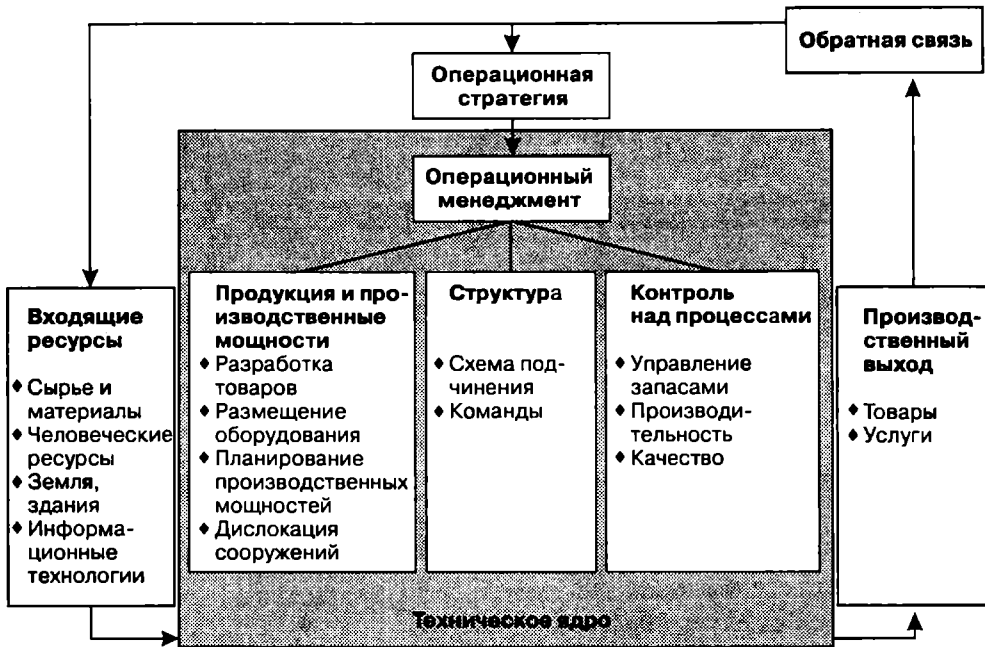 Обратная связь
Операционная
стратегия
Операционный
менеджмент
Входящие
ресурсы
♦ Сырье и
материалы
♦ Человеческие
ресурсы
♦ Земля,
здания
♦ Информа-
ционные
технологии
Продукция и про-
изводственные
мощности
♦ Разработка
товаров
♦ Размещение
оборудования
♦ Планирование
производственных
мощностей
♦ Дислокация
сооружений
Структура
♦ Схема под-
чинения
♦ Команды
Контроль
над процессами
♦ Управление
запасами
♦ Производи-
тельность
♦ Качество
Производ-
ственный
выход
♦ Товары
♦ Услуги
Техническое ядро